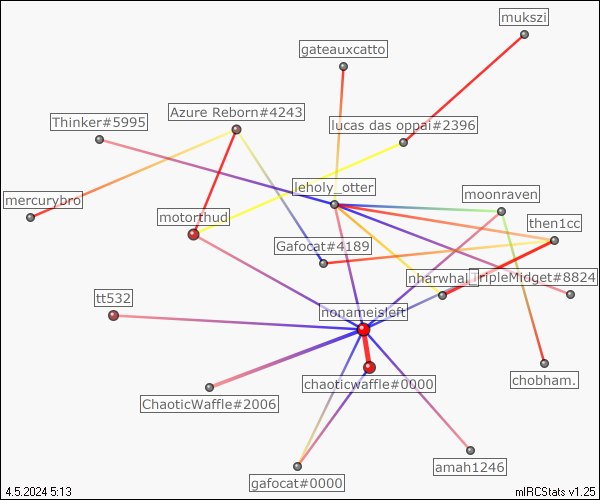 mukszi
gateauxcatto
Azure Reborn#4243
Thinker#5995
lucas das oppai#2396
leholy_otter
moonraven
mercurybro
motorthud
then1cc
Gafocat#4189
nharwhal
TripleMidget#8824
tt532
nonameisleft
chaoticwaffle#0000
chobham.
ChaoticWaffle#2006
amah1246
gafocat#0000
4.5.2024 5:13
mIRCStats v1.25